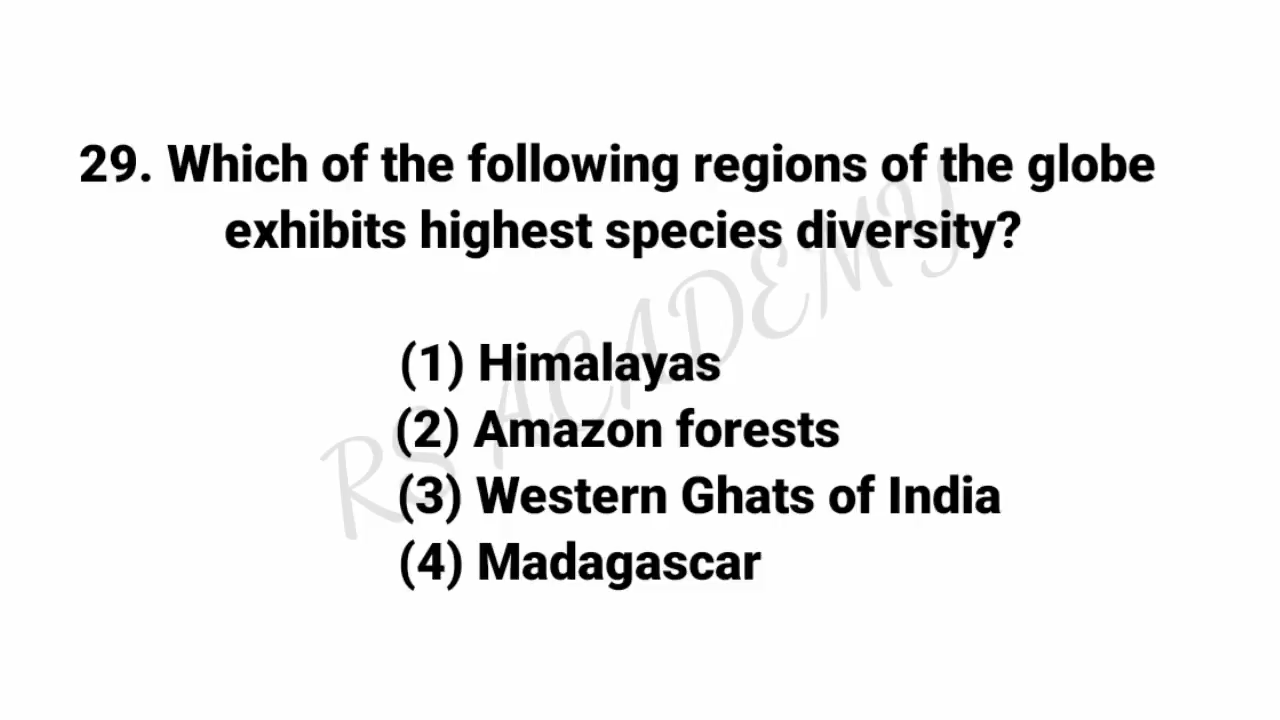 29. Which of the following regions of the globe
exhibits highest species diversity?
(1) Himalayas
(2) Amazon forests
(3) Western Ghats of India
(4) Madagascar
RS ACADEMY